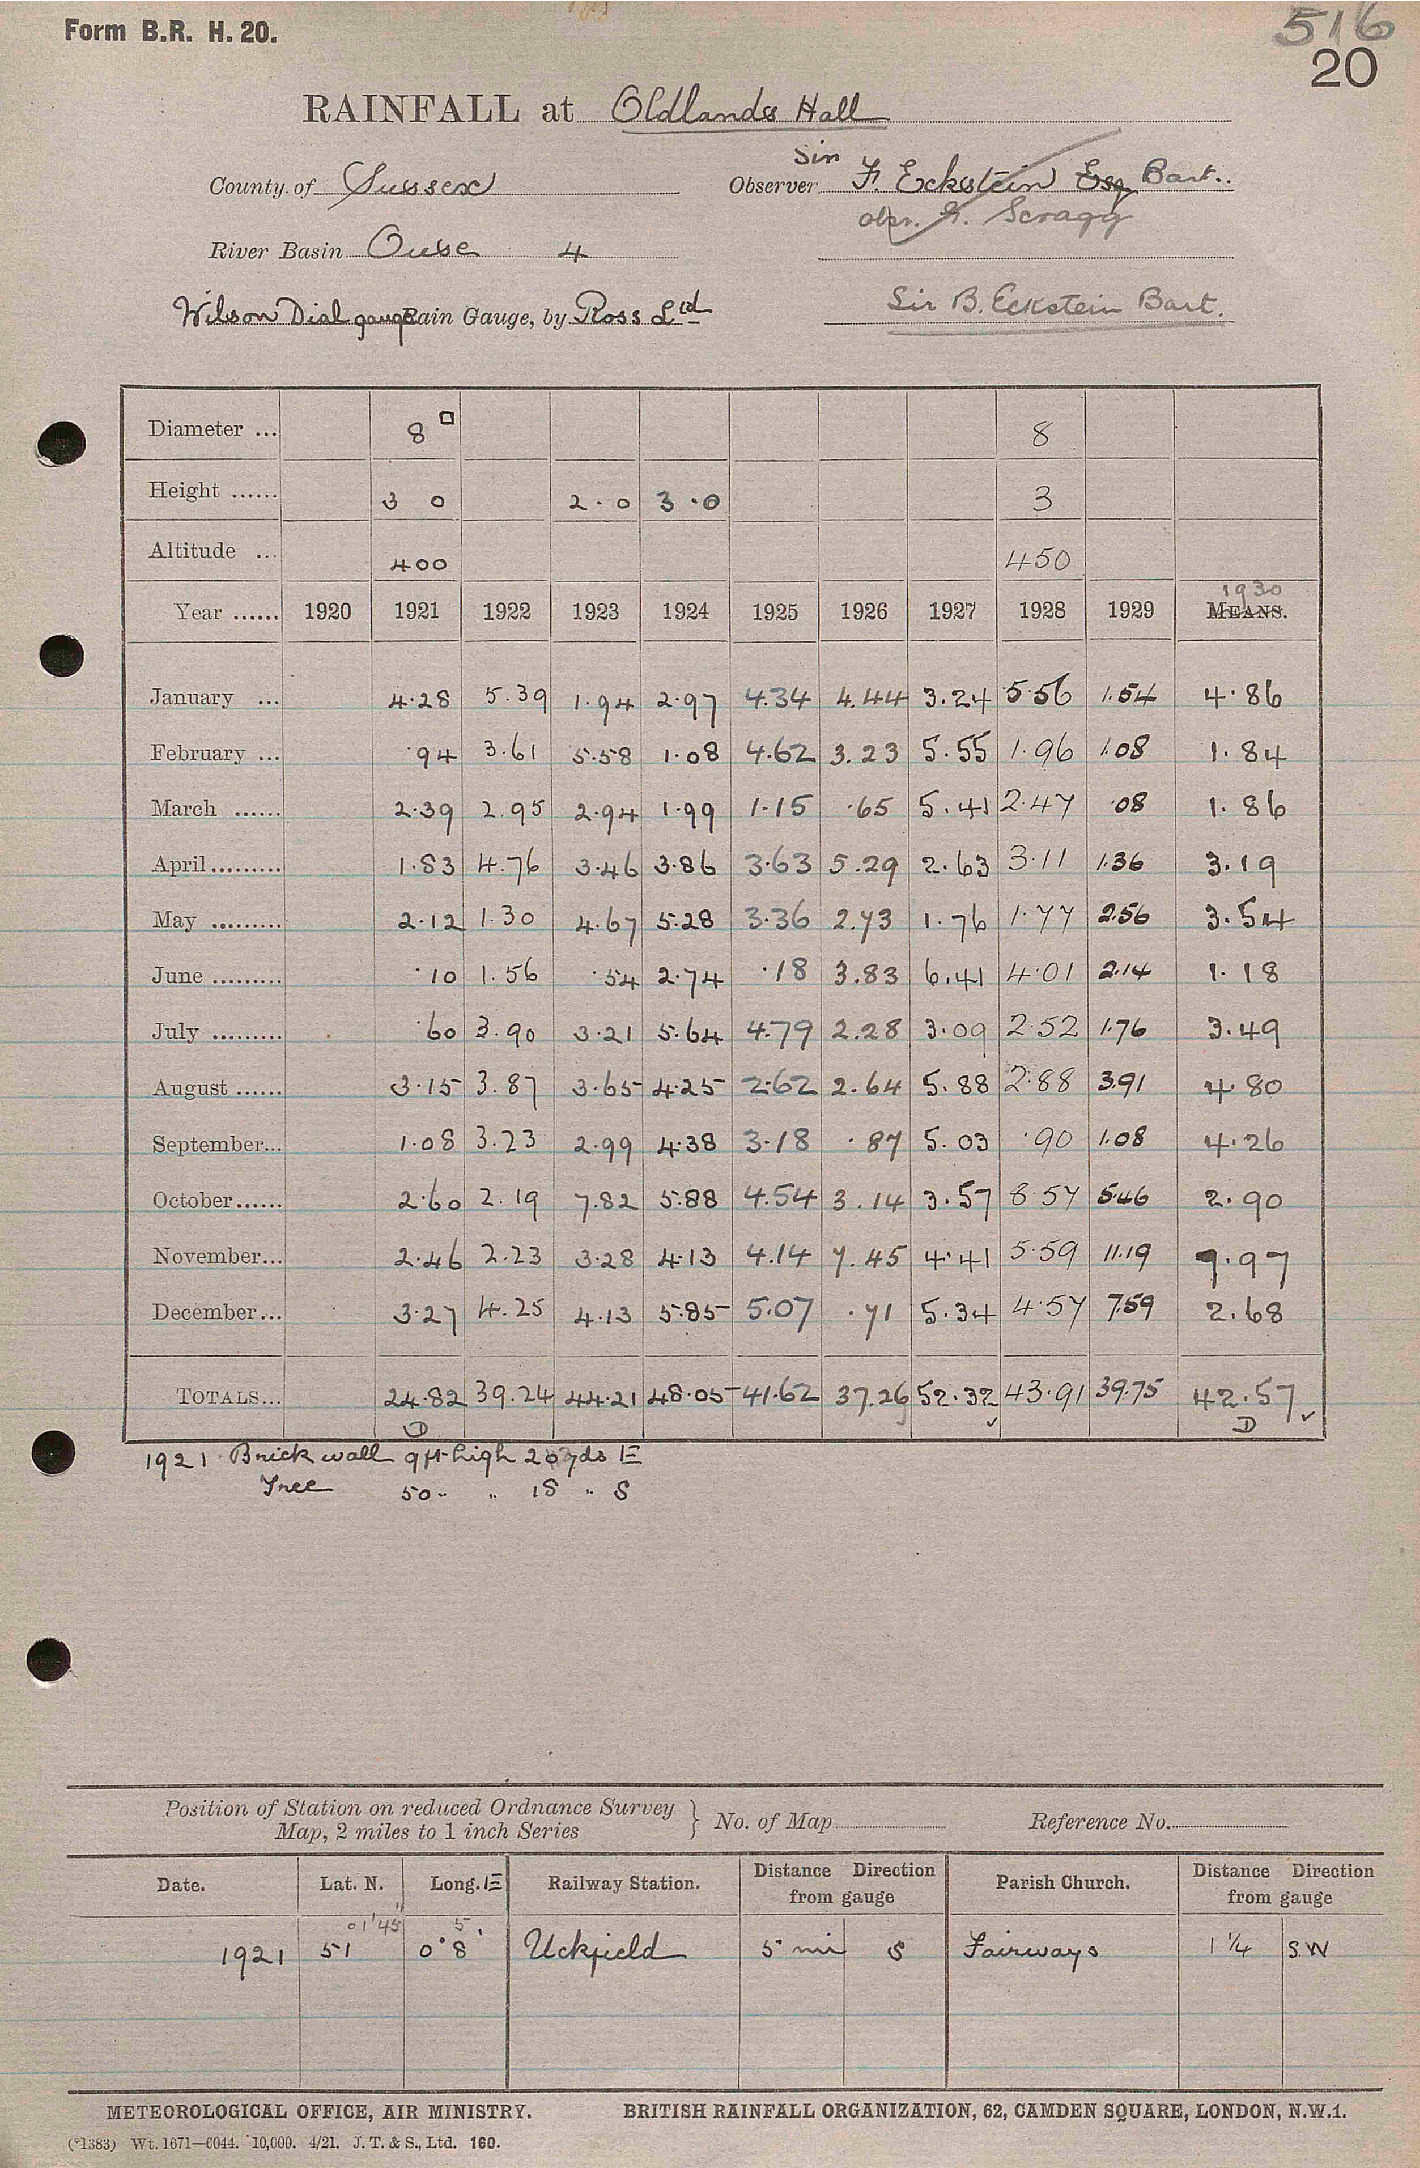 516
Form B.R. H. 20.
20
RAINFALL at Oldlands Hall
Sir
County of Sussex Observer F. Eckstein Esq Bart.
obsr. G. Scragg
River Basin Ouse 4
Wilson Dial gauge Rain Gauge, by Ross Ltd Sir B. Eckstein Bart.
Diameter ... 8 □ 8
Height ...... 3 0 2.0 3.0 3
Altitude ... 400 450
1930
Year ...... 1920 1921 1922 1923 1924 1925 1926 1927 1928 1929 MEANS.
January ... 4.28 5.39 1.94 2.97 4.34 4.44 3.24 5.56 1.54 4.86
February ... .94 3.61 5.58 1.08 4.62 3.23 5.55 1.96 1.08 1.84
March ...... 2.39 2.95 2.94 1.99 1.15 .65 5.41 2.47 .08 1.86
April ......... 1.83 4.76 3.46 3.86 3.63 5.29 2.63 3.11 1.36 3.19
May ......... 2.12 1.30 4.67 5.28 3.36 2.73 1.76 1.77 2.56 3.54
June ......... .10 1.56 .54 2.74 .18 3.83 6.41 4.01 2.14 1.18
July ......... .60 3.90 3.21 5.64 4.79 2.28 3.09 2.52 1.76 3.49
August ...... 3.15 3.87 3.65 4.25 2.62 2.64 5.88 2.88 3.91 4.80
September... 1.08 3.23 2.99 4.38 3.18 .87 5.03 .90 1.08 4.26
October...... 2.60 2.19 7.82 5.88 4.54 3.14 3.57 8.57 5.46 2.90
November... 2.46 2.23 3.28 4.13 4.14 7.45 4.41 5.59 11.19 7.97
December... 3.27 4.25 4.13 5.85 5.07 .71 5.34 4.57 7.59 2.68
TOTALS... 24.82 39.24 44.21 48.05 41.62 37.26 52.32 43.91 39.75 42.57
D D
1921 Brick wall 9ft high 20 yds E
Tree 50 " " 18 " S
Position of Station on reduced Ordnance Survey Map, 2 miles to 1 inch Series } No. of Map Reference No.
Date. Lat. N. Long. E Railway Station. Distance Direction from gauge Parish Church. Distance Direction from gauge
01'45" 5'
1921 51 0°8' Uckfield 5 mi S Fairways 1 1/4 S.W
METEOROLOGICAL OFFICE, AIR MINISTRY. BRITISH RAINFALL ORGANIZATION, 62, CAMDEN SQUARE, LONDON, N.W.1.
(*1383) Wt. 1671—6044. 10,000. 4/21. J. T. & S., Ltd. 160.